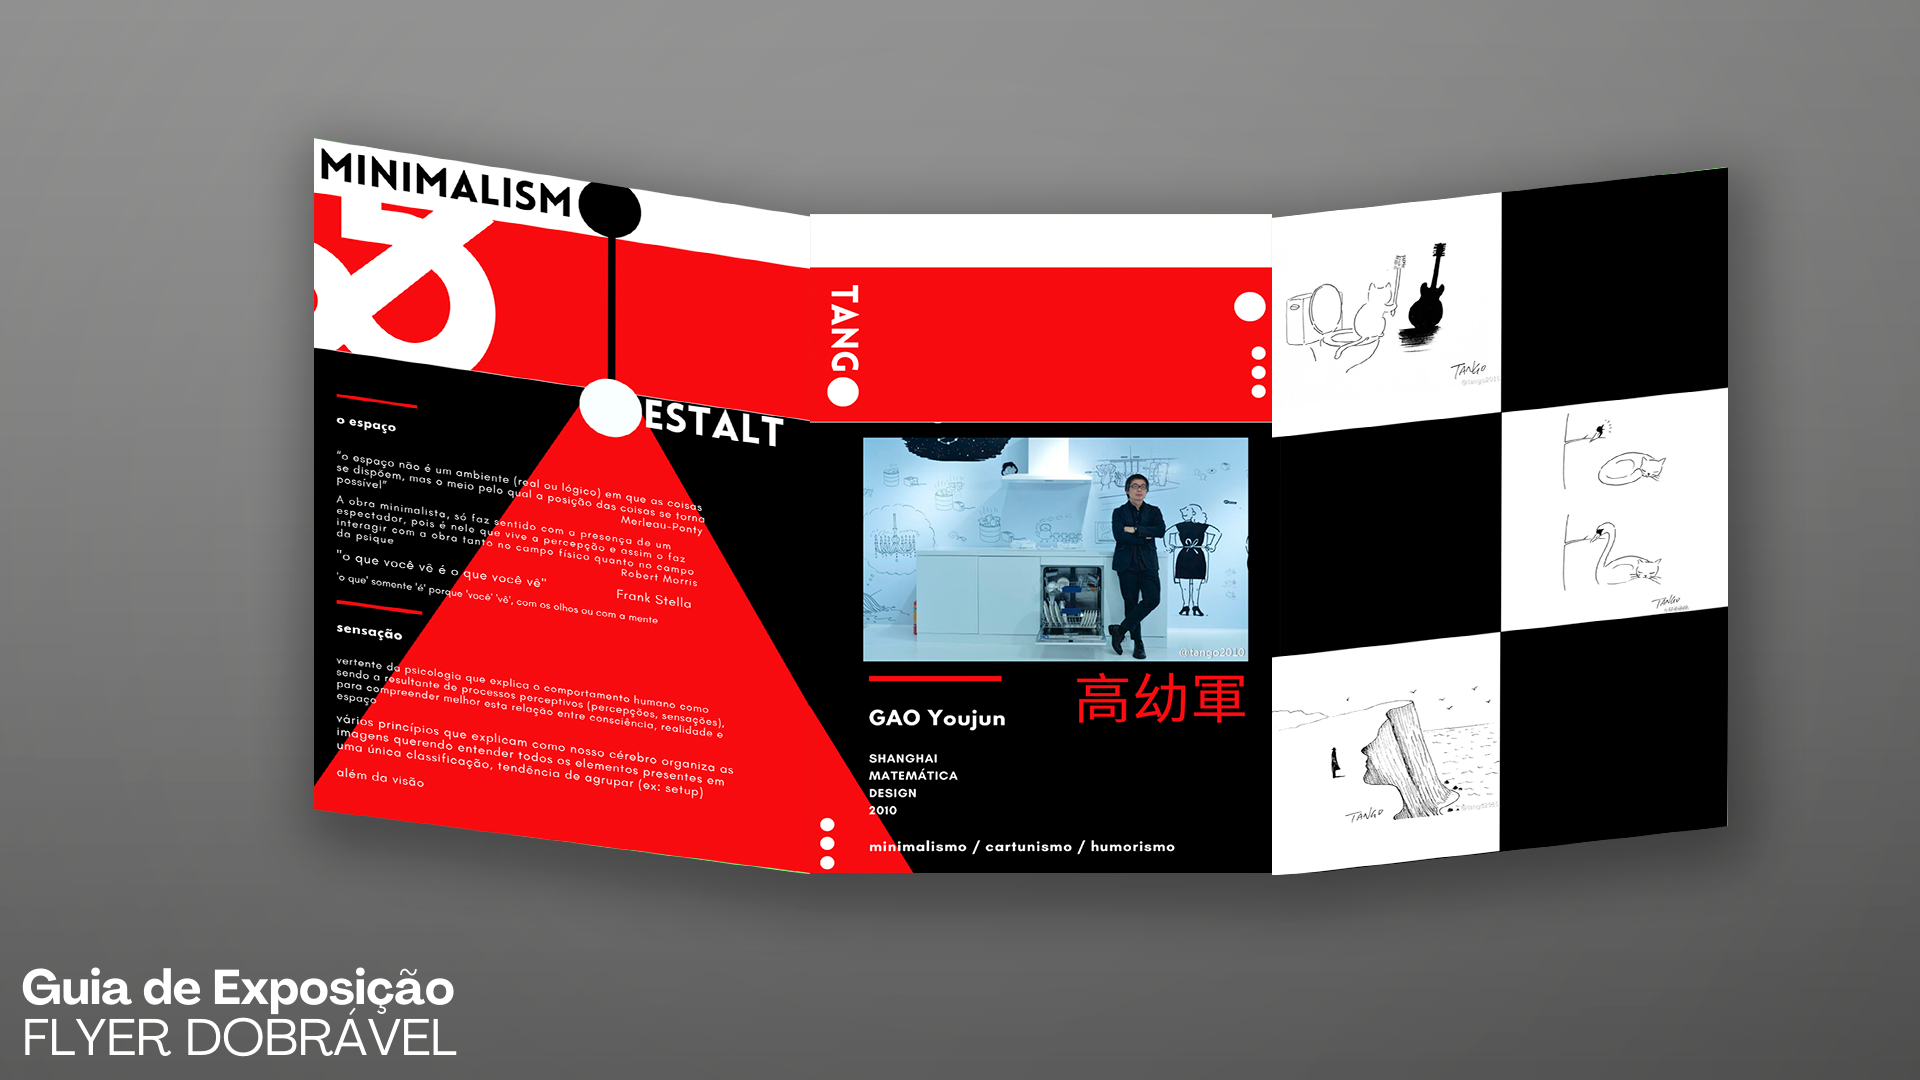 MINIMALISM
&
ESTALT
o espaço
"o espaço não é um ambiente (real ou lógico) em que as coisas
se dispõem, mas o meio pelo qual a posição das coisas se torna
possível"
Merleau-Ponty
A obra minimalista, só faz sentido com a presença de um
espectador, pois é nele que vive a percepção e assim o faz
interagir com a obra tanto no campo físico quanto no campo
da psique
Robert Morris
"o que você vê é o que você vê"
Frank Stella
'o que' somente 'é' porque 'você' 'vê', com os olhos ou com a mente
sensação
vertente da psicologia que explica o comportamento humano como
sendo a resultante de processos perceptivos (percepções, sensações),
para compreender melhor esta relação entre consciência, realidade e
espaço
vários princípios que explicam como nosso cérebro organiza as
imagens querendo entender todos os elementos presentes em
uma única classificação, tendência de agrupar (ex: setup)
além da visão
TANG
@tango2010
GAO Youjun
高幼軍
SHANGHAI
MATEMÁTICA
DESIGN
2010
minimalismo / cartunismo / humorismo
TANGO
TANGO
TANGO
Guia de Exposição
FLYER DOBRÁVEL